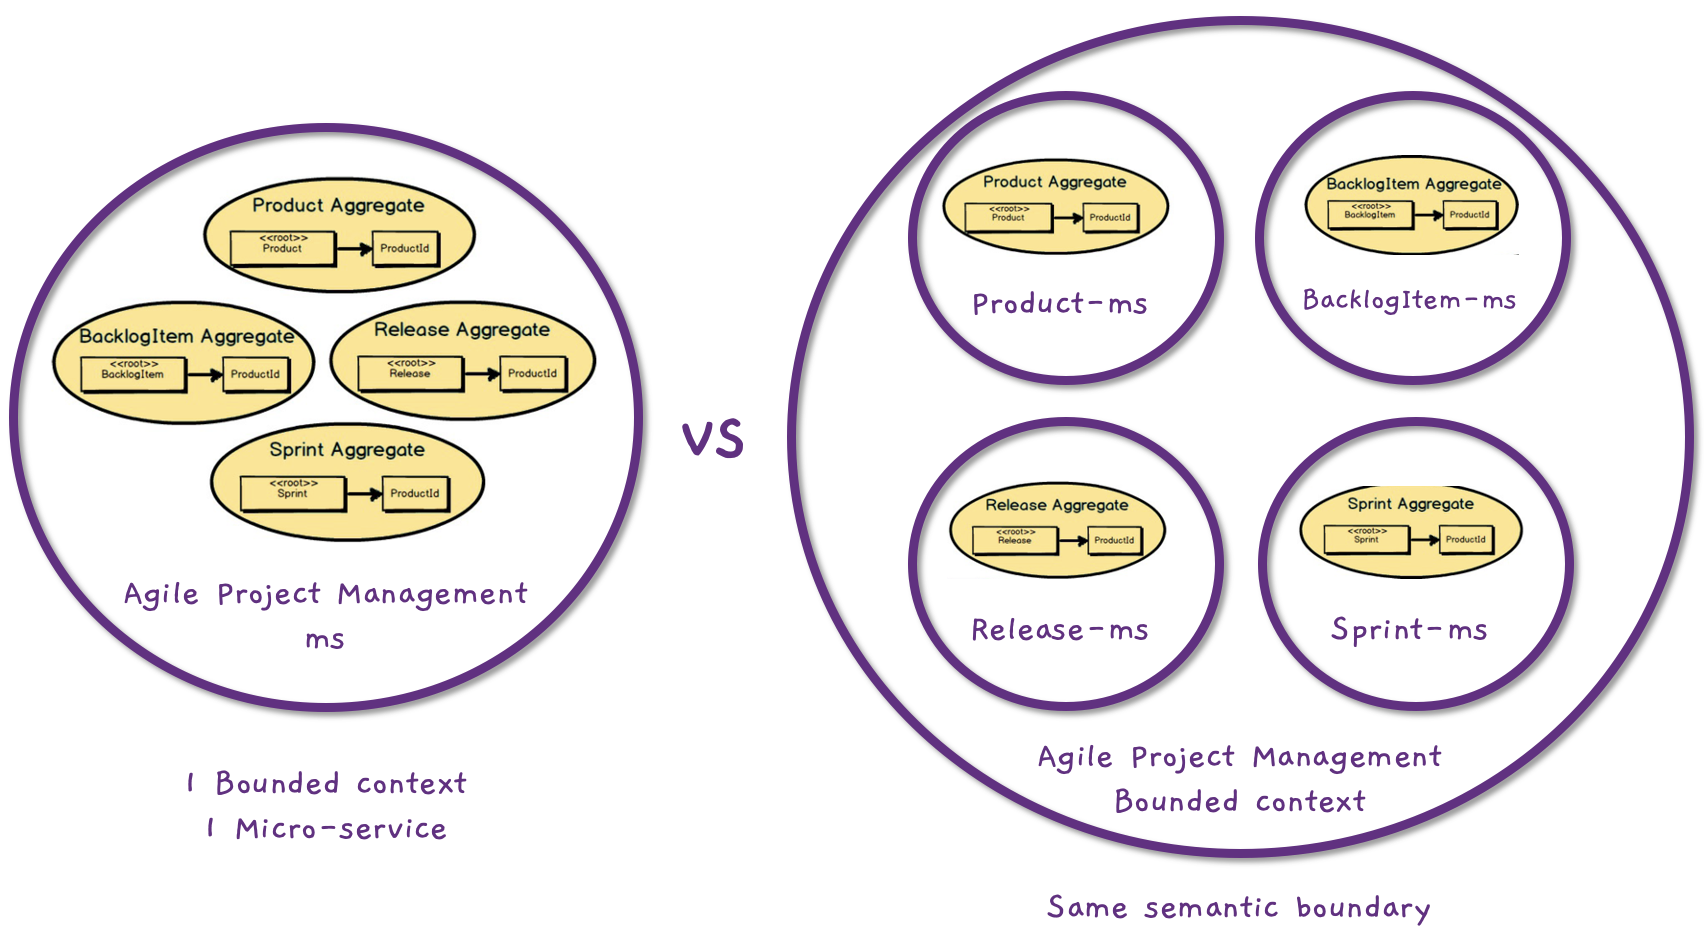 Product Aggregate
<<root>>
Product
ProductId
BacklogItem Aggregate
<<root>>
BacklogItem
ProductId
Release Aggregate
<<root>>
Release
ProductId
Sprint Aggregate
<<root>>
Sprint
ProductId
Agile Project Management
ms
1 Bounded context
1 Micro-service
vs
Product Aggregate
<<root>>
Product
ProductId
Product-ms
BacklogItem Aggregate
<<root>>
BacklogItem
ProductId
BacklogItem-ms
Release Aggregate
<<root>>
Release
ProductId
Release-ms
Sprint Aggregate
<<root>>
Sprint
ProductId
Sprint-ms
Agile Project Management
Bounded context
Same semantic boundary